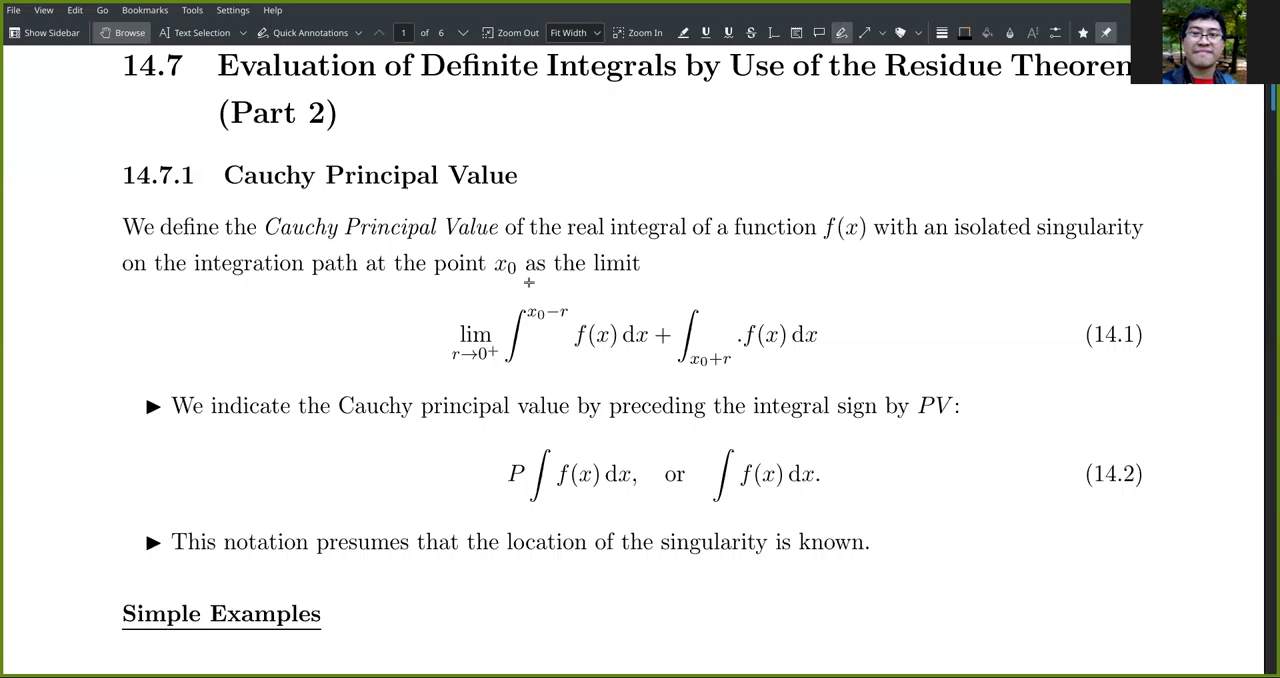 File View Edit Go Bookmarks Tools Settings Help
Show Sidebar Browse Text Selection Quick Annotations 1 of 6 Zoom Out Fit Width Zoom In
14.7 Evaluation of Definite Integrals by Use of the Residue Theorem
(Part 2)
14.7.1 Cauchy Principal Value
We define the Cauchy Principal Value of the real integral of a function f(x) with an isolated singularity
on the integration path at the point x₀ as the limit
lim_{r→0⁺} ∫^{x₀−r} f(x) dx + ∫_{x₀+r} .f(x) dx (14.1)
▶ We indicate the Cauchy principal value by preceding the integral sign by PV:
P ∫ f(x) dx, or ∫ f(x) dx. (14.2)
▶ This notation presumes that the location of the singularity is known.
Simple Examples